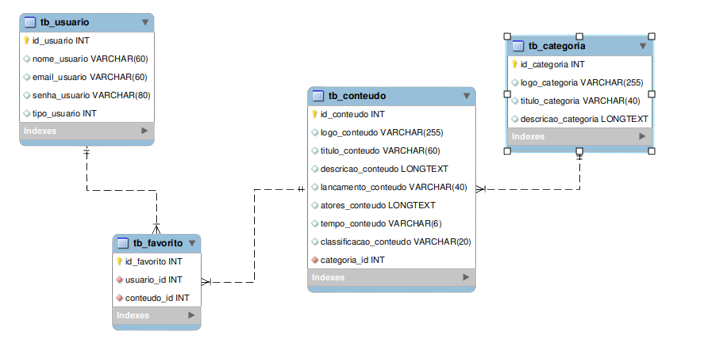 tb_usuario
id_usuario INT
nome_usuario VARCHAR(60)
email_usuario VARCHAR(60)
senha_usuario VARCHAR(80)
tipo_usuario INT
Indexes
tb_favorito
id_favorito INT
usuario_id INT
conteudo_id INT
Indexes
tb_conteudo
id_conteudo INT
logo_conteudo VARCHAR(255)
titulo_conteudo VARCHAR(60)
descricao_conteudo LONGTEXT
lancamento_conteudo VARCHAR(40)
atores_conteudo LONGTEXT
tempo_conteudo VARCHAR(6)
classificacao_conteudo VARCHAR(20)
categoria_id INT
Indexes
tb_categoria
id_categoria INT
logo_categoria VARCHAR(255)
titulo_categoria VARCHAR(40)
descricao_categoria LONGTEXT
Indexes